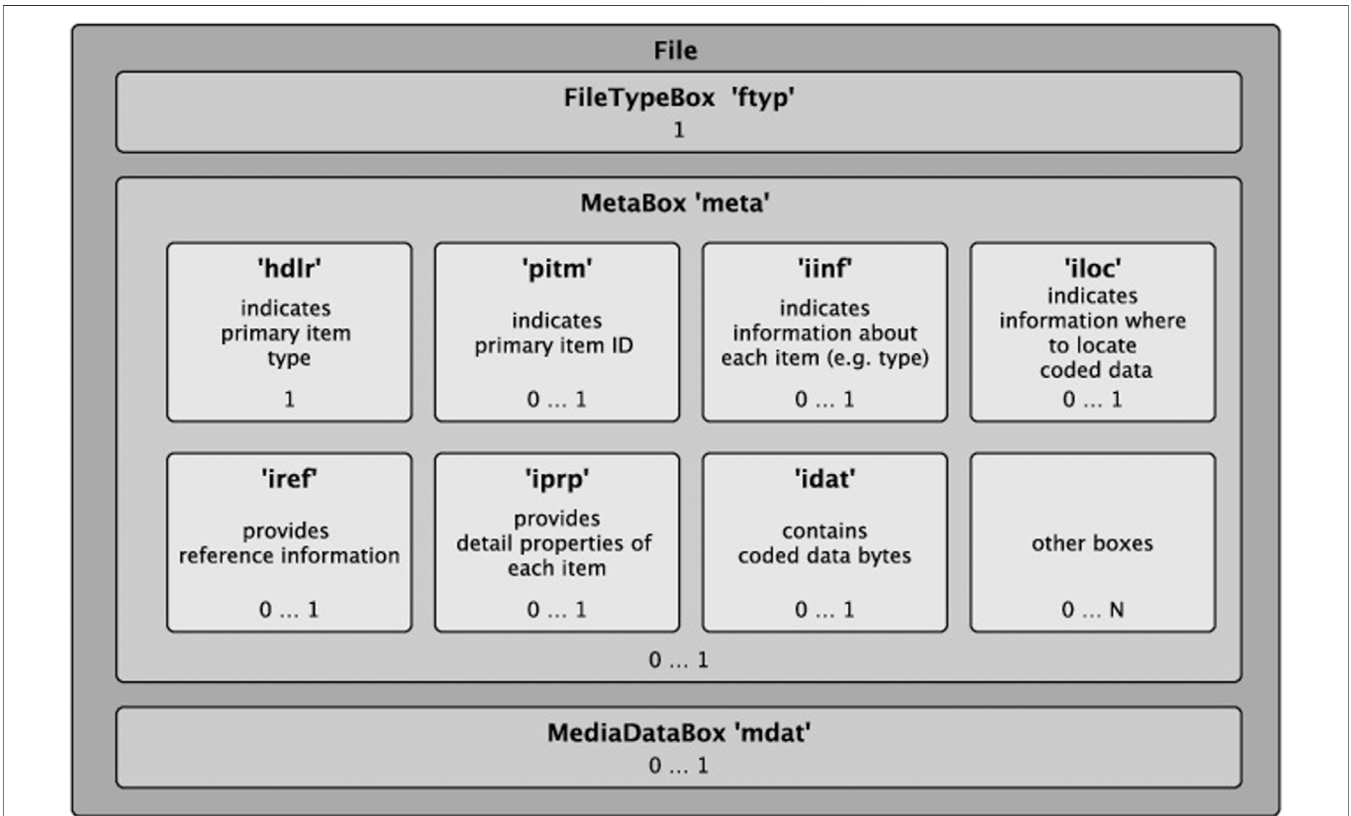 File
FileTypeBox 'ftyp'
1
MetaBox 'meta'
'hdlr'
indicates
primary item
type
1
'pitm'
indicates
primary item ID
0 ... 1
'iinf'
indicates
information about
each item (e.g. type)
0 ... 1
'iloc'
indicates
information where
to locate
coded data
0 ... 1
'iref'
provides
reference information
0 ... 1
'iprp'
provides
detail properties of
each item
0 ... 1
'idat'
contains
coded data bytes
0 ... 1
other boxes
0 ... N
0 ... 1
MediaDataBox 'mdat'
0 ... 1